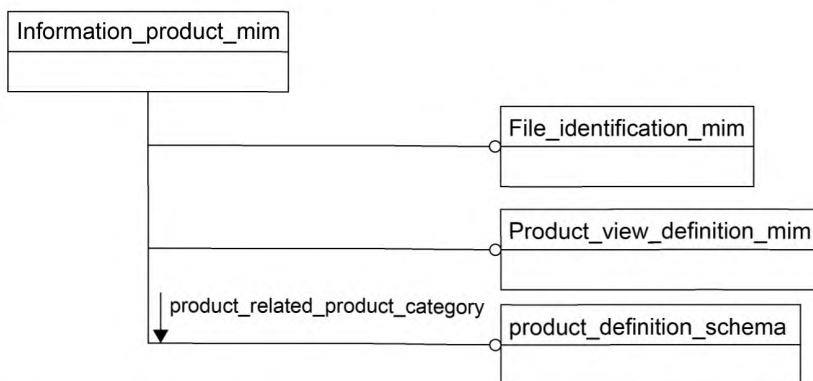 Information_product_mim
File_identification_mim
Product_view_definition_mim
product_related_product_category
product_definition_schema